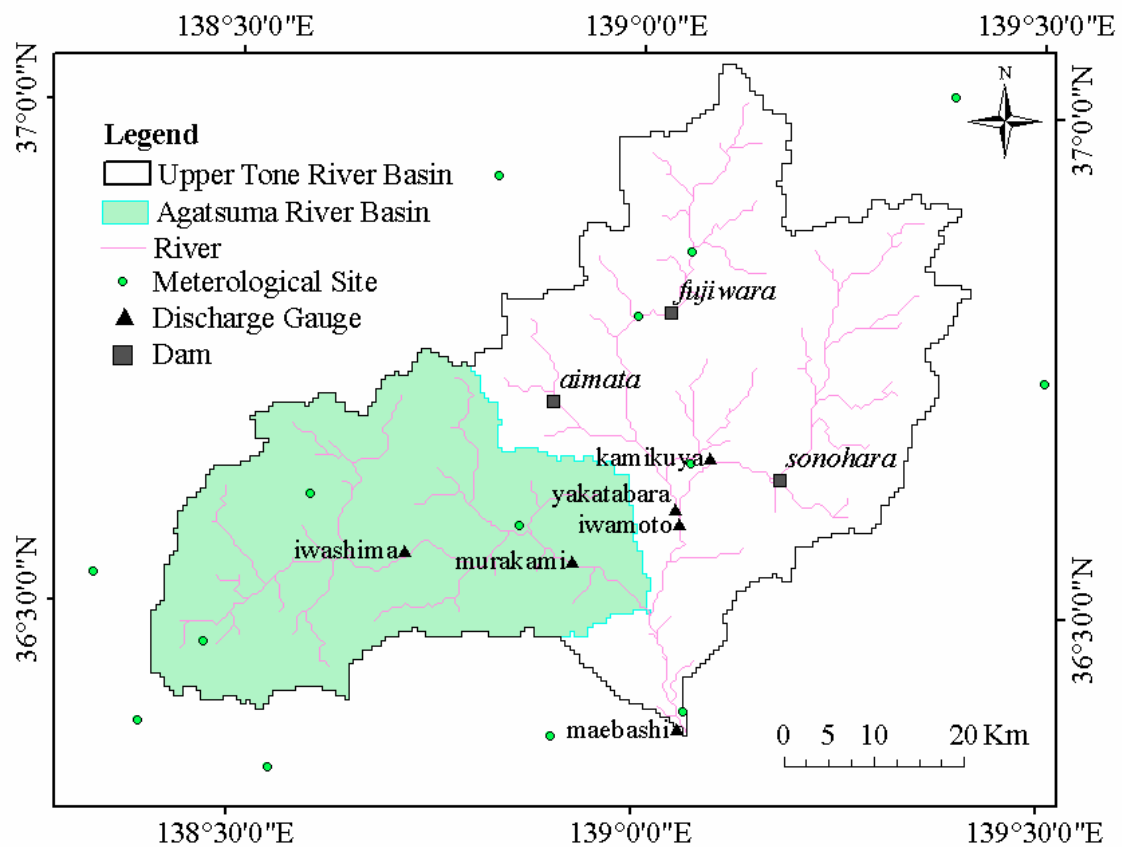 138°30'0"E 139°0'0"E 139°30'0"E
37°0'0"N
37°0'0"N
N
Legend
Upper Tone River Basin
Agatsuma River Basin
River
Meterological Site
Discharge Gauge
Dam
fujiwara
aimata
kamikuya
sonohara
yakatabara
iwamoto
iwashima
murakami
36°30'0"N
36°30'0"N
maebashi
0 5 10 20 Km
138°30'0"E 139°0'0"E 139°30'0"E